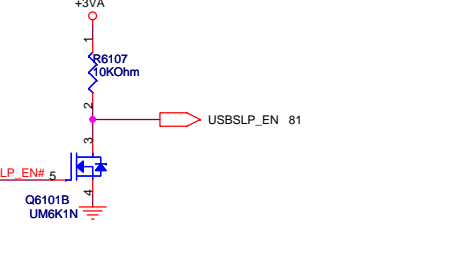 +3VA
1
R6107
10KOhm
2
USBSLP_EN 81
3
LP_EN# 5
4
Q6101B
UM6K1N